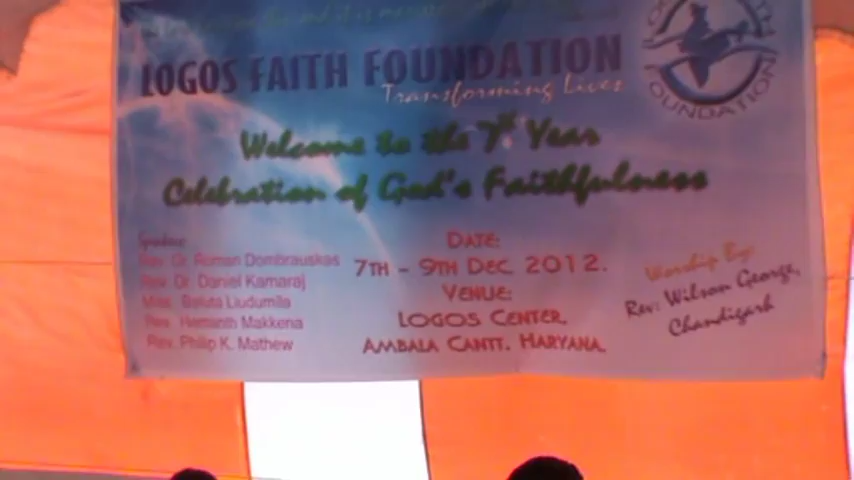 LOGOS FAITH FOUNDATION
Transforming Lives
FAITH
FOUNDATION
Welcome to the 7th Year
Celebration of God's Faithfulness
Speakers:
Rev. Dr. Roman Dombrauskas
Rev. Dr. Daniel Kamaraj
Miss. Baluta Liudumila
Rev. Hemanth Makkena
Rev. Philip K. Mathew
DATE:
7TH - 9TH DEC. 2012.
VENUE:
LOGOS CENTER,
AMBALA CANTT. HARYANA.
Worship By:
Rev: Wilson George,
Chandigarh